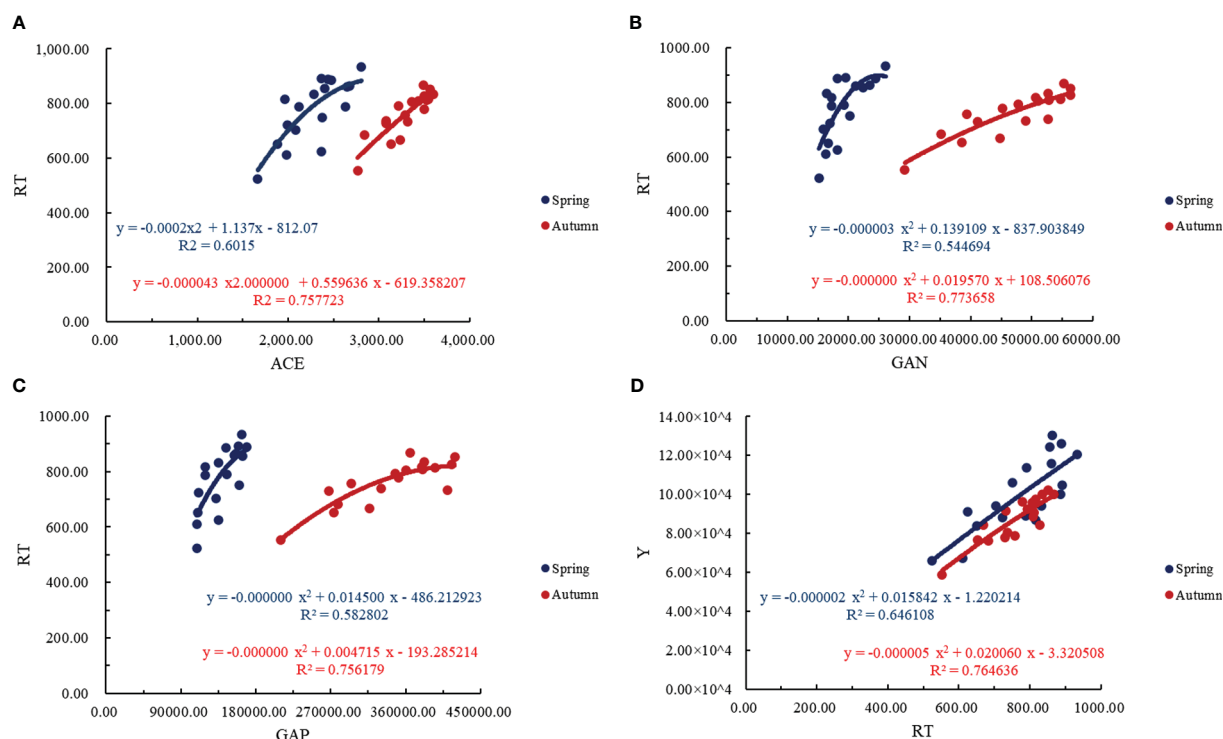 A
1,000.00
800.00
600.00
400.00
200.00
0.00
RT
0.00 1,000.00 2,000.00 3,000.00 4,000.00
ACE
Spring
Autumn
y = -0.0002x2 + 1.137x - 812.07
R2 = 0.6015
y = -0.000043 x2.000000 + 0.559636 x - 619.358207
R2 = 0.757723
B
1000.00
800.00
600.00
400.00
200.00
0.00
RT
0.00 10000.00 20000.00 30000.00 40000.00 50000.00 60000.00
GAN
Spring
Autumn
y = -0.000003 x² + 0.139109 x - 837.903849
R² = 0.544694
y = -0.000000 x² + 0.019570 x + 108.506076
R² = 0.773658
C
1000.00
800.00
600.00
400.00
200.00
0.00
RT
0.00 90000.00 180000.00 270000.00 360000.00 450000.00
GAP
Spring
Autumn
y = -0.000000 x² + 0.014500 x - 486.212923
R² = 0.582802
y = -0.000000 x² + 0.004715 x - 193.285214
R² = 0.756179
D
14.00×10^4
12.00×10^4
10.00×10^4
8.00×10^4
6.00×10^4
4.00×10^4
2.00×10^4
0.00×10^4
Y
0.00 200.00 400.00 600.00 800.00 1000.00
RT
Spring
Autumn
y = -0.000002 x² + 0.015842 x - 1.220214
R² = 0.646108
y = -0.000005 x² + 0.020060 x - 3.320508
R² = 0.764636